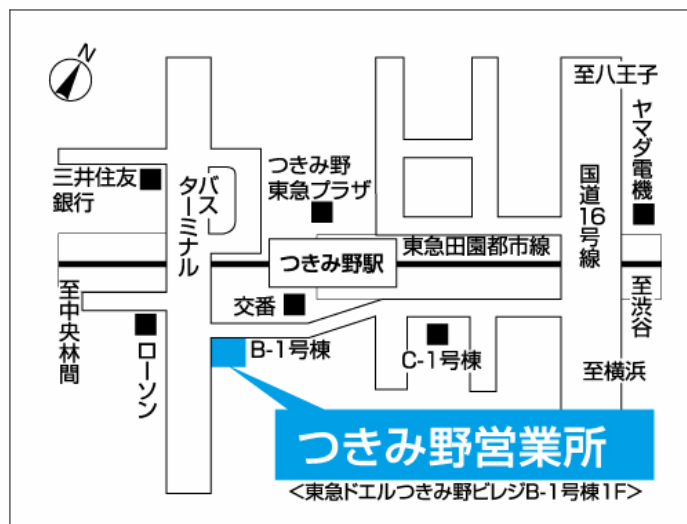 N
至八王子
ヤマダ電機
国道16号線
つきみ野
東急プラザ
三井住友
銀行
バス
ターミナル
東急田園都市線
つきみ野駅
至中央林間
至渋谷
交番
ローソン
B-1号棟
C-1号棟
至横浜
つきみ野営業所
<東急ドエルつきみ野ビレジB-1号棟1F>